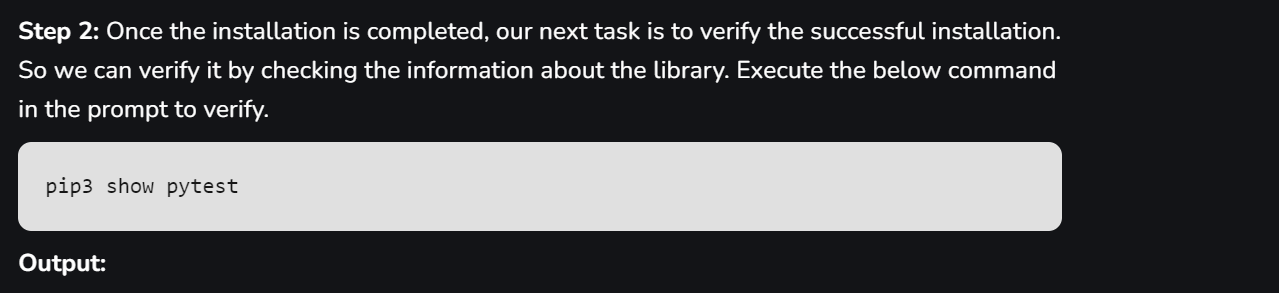 Step 2: Once the installation is completed, our next task is to verify the successful installation.
So we can verify it by checking the information about the library. Execute the below command
in the prompt to verify.
pip3 show pytest
Output: